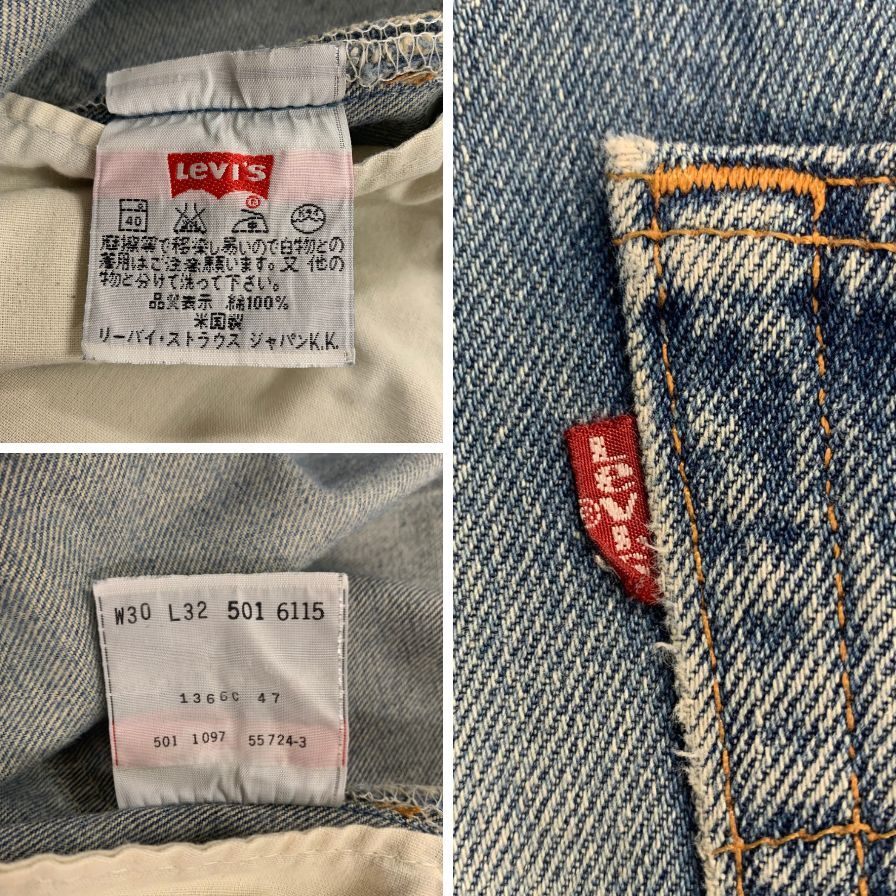 Levi's
40
摩擦等で移染し易いので白物との
着用はご注意願います。又 他の
物と分けて洗って下さい。
品質表示 綿100%
米国製
リーバイ・ストラウス ジャパンK.K.
W30 L32 501 6115
1366C 47
501 1097 55724-3
LEVI'S